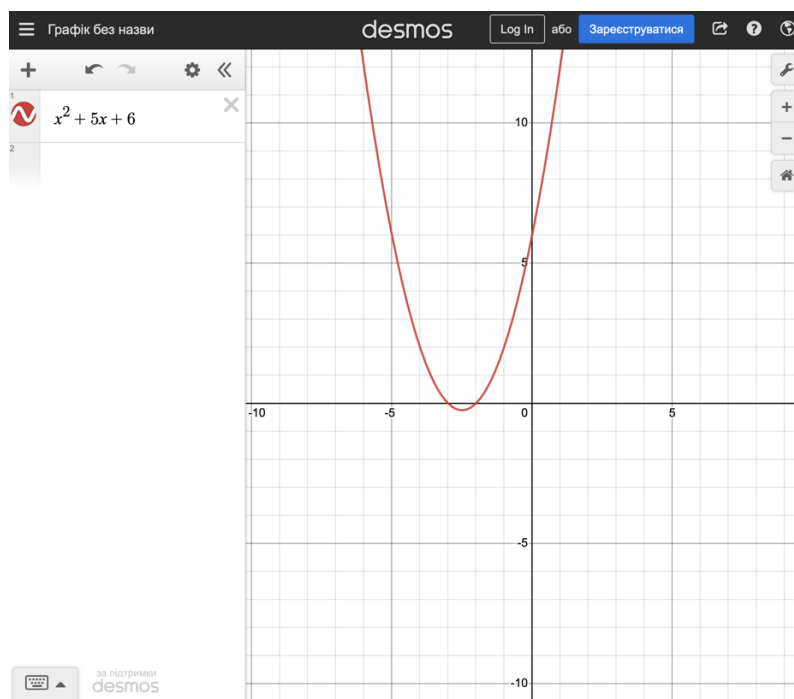 Графік без назви
desmos
Log In
або
Зареєструватися
1
x² + 5x + 6
2
10
5
-10
-5
0
5
-5
-10
за підтримки
desmos